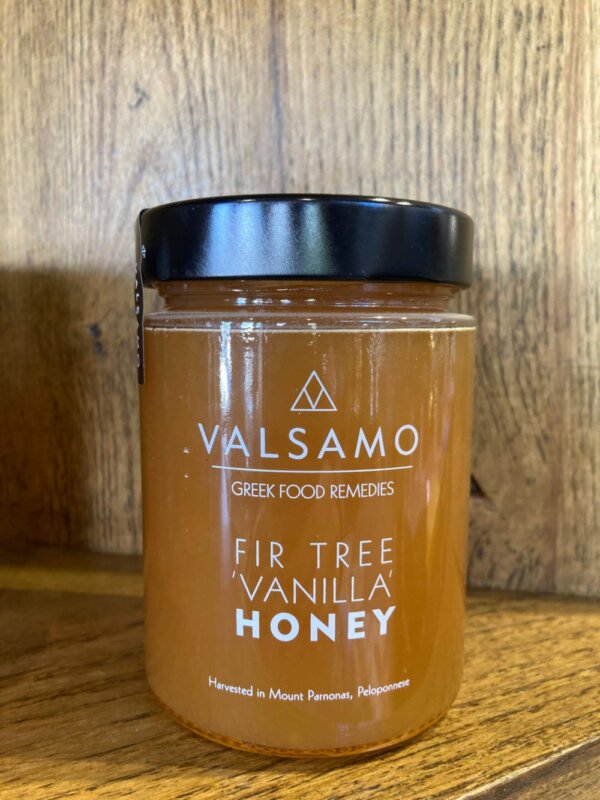 VALSAMO
GREEK FOOD REMEDIES
FIR TREE
'VANILLA'
HONEY
Harvested in Mount Parnonas, Peloponnese